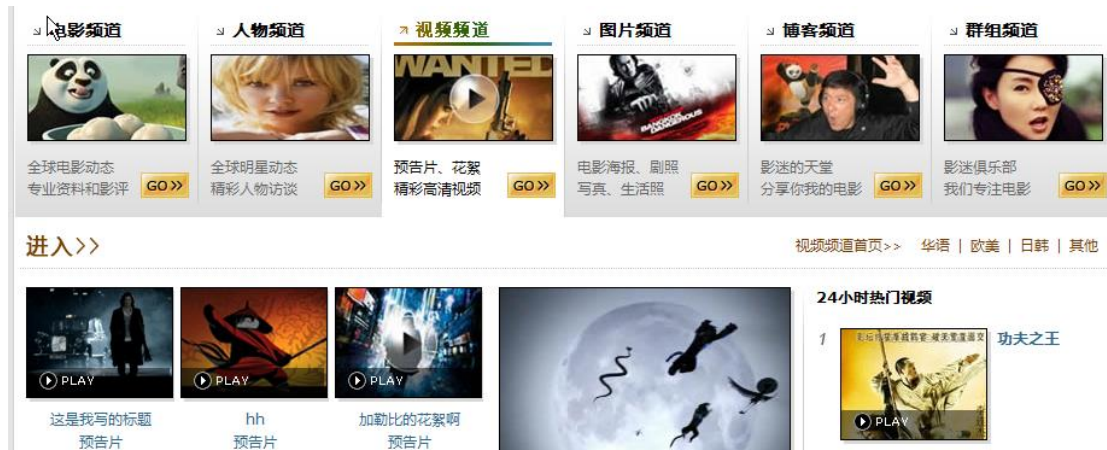 电影频道
人物频道
视频频道
图片频道
博客频道
群组频道
WANTED
BANGKOK
DANGEROUS
全球电影动态
专业资料和影评 GO
全球明星动态
精彩人物访谈 GO
预告片、花絮
精彩高清视频 GO
电影海报、剧照
写真、生活照 GO
影迷的天堂
分享你我的电影 GO
影迷俱乐部
我们专注电影 GO
进入>>
视频频道首页>> 华语 | 欧美 | 日韩 | 其他
24小时热门视频
1
功夫之王
PLAY
PLAY
PLAY
PLAY
这是我写的标题
预告片
hh
预告片
加勒比的花絮啊
预告片